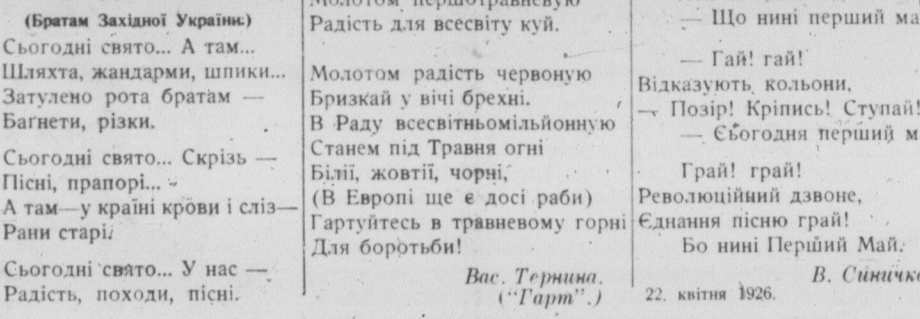 (Братам Західної України.)
Сьогодні свято... А там...
Шляхта, жандарми, шпики...
Затулено рота братам —
Баґнети, різки.
Сьогодні свято... Скрізь —
Пісні, прапорі...
А там—у країні крови і сліз—
Рани старі.
Сьогодні свято... У нас —
Радість, походи, пісні.
Молотом першотравневую
Радість для всесвіту куй.
Молотом радість червоную
Бризкай у вічі брехні.
В Раду всесвітньомільйонную
Станем під Травня огні
Білії, жовтії, чорні,
(В Европі ще є досі раби)
Гартуйтесь в травневому горні
Для боротьби!
Вас. Тернина.
("Гарт".)
— Що нині перший
— Гай! гай!
Відказують кольони,
— Позір! Кріпись! Ступай!
— Сьогодня перший
Грай! грай!
Революційний дзвоне,
Єднання пісню грай!
Бо нині Перший Май.
В.
22. квітня 1926.